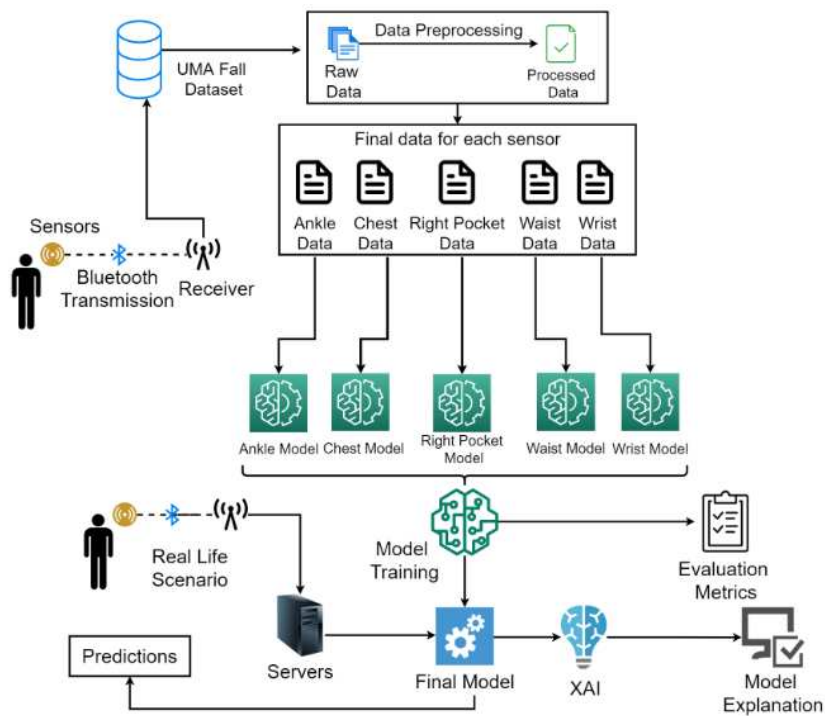 UMA Fall
Dataset
Data Preprocessing
Raw
Data
Processed
Data
Final data for each sensor
Ankle
Data
Chest
Data
Right Pocket
Data
Waist
Data
Wrist
Data
Sensors
Bluetooth
Transmission
Receiver
Ankle Model
Chest Model
Right Pocket
Model
Waist Model
Wrist Model
Real Life
Scenario
Model
Training
Evaluation
Metrics
Predictions
Servers
Final Model
XAI
Model
Explanation